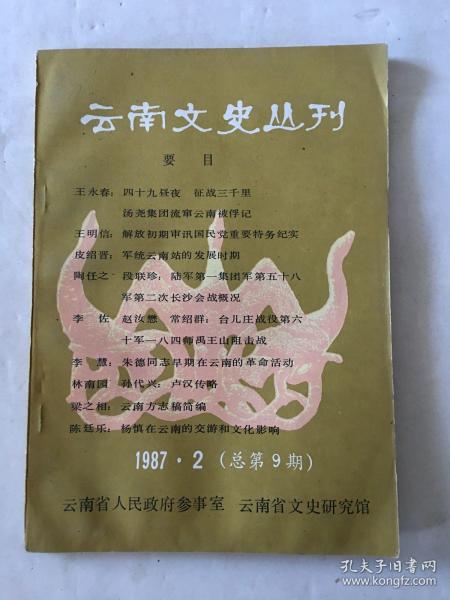 云南文史丛刊
要 目
王永春：四十九昼夜 征战三千里
汤尧集团流窜云南被俘记
王明信：解放初期审讯国民党重要特务纪实
皮绍晋：军统云南站的发展时期
陶任之·段联珍：陆军第一集团军第五十八
军第二次长沙会战概况
李 佐 赵汝懋 常绍群：台儿庄战役第六
十军一八四师禹王山阻击战
李 慧：朱德同志早期在云南的革命活动
林南园 孙代兴：卢汉传略
梁之相：云南方志稿简编
陈廷乐：杨慎在云南的交游和文化影响
1987·2（总第9期）
云南省人民政府参事室 云南省文史研究馆
孔夫子旧书网
www.kongfz.com